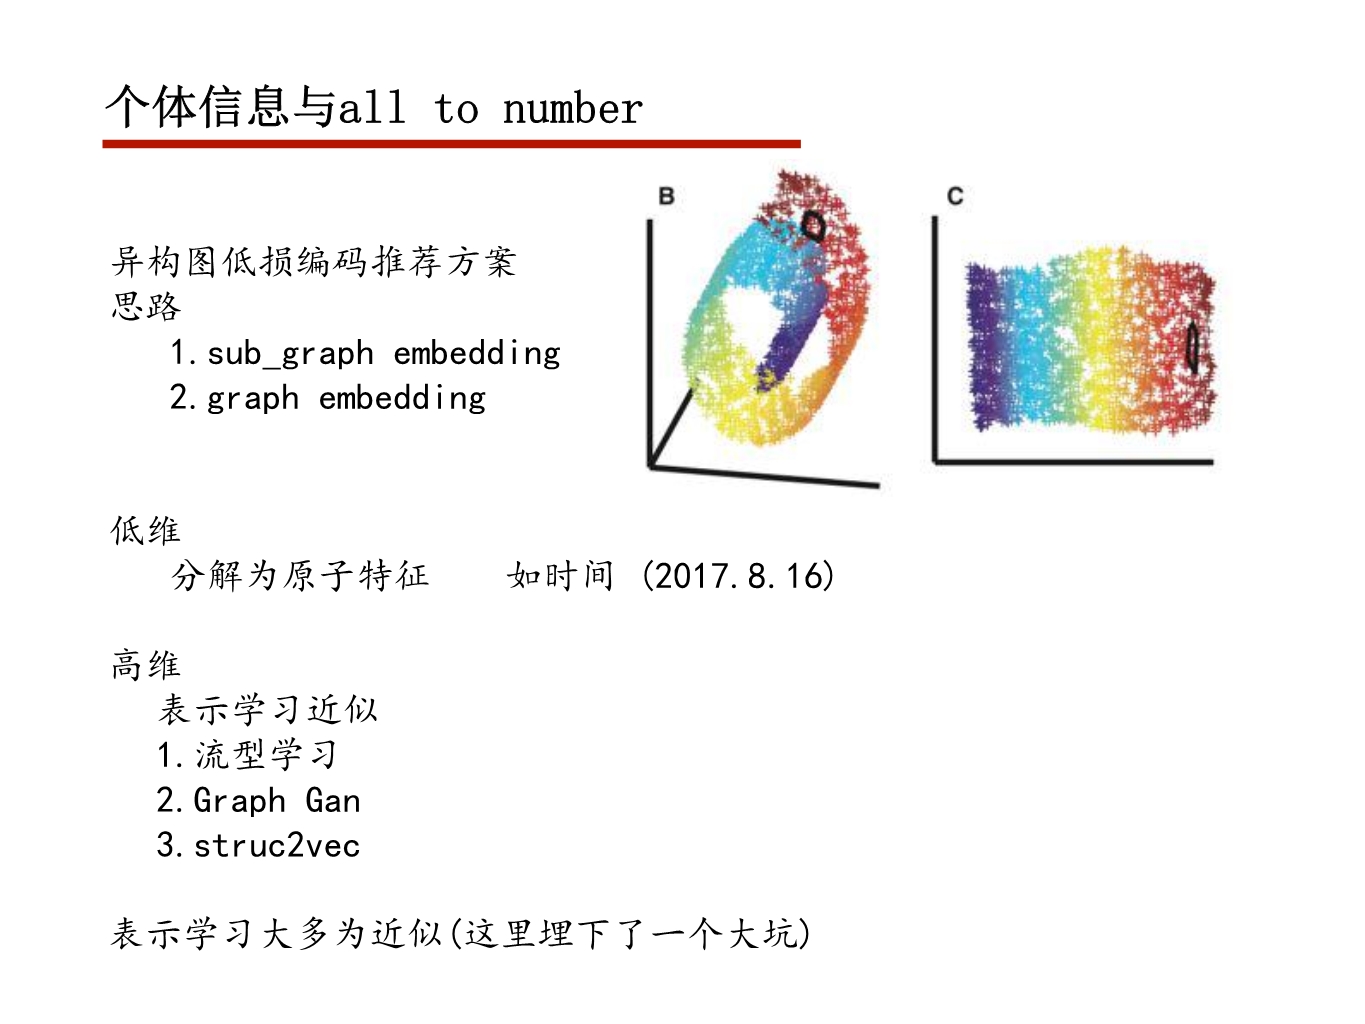 个体信息与all to number
B
C
异构图低损编码推荐方案
思路
1.sub_graph embedding
2.graph embedding
低维
分解为原子特征 如时间 (2017.8.16)
高维
表示学习近似
1.流型学习
2.Graph Gan
3.struc2vec
表示学习大多为近似(这里埋下了一个大坑)